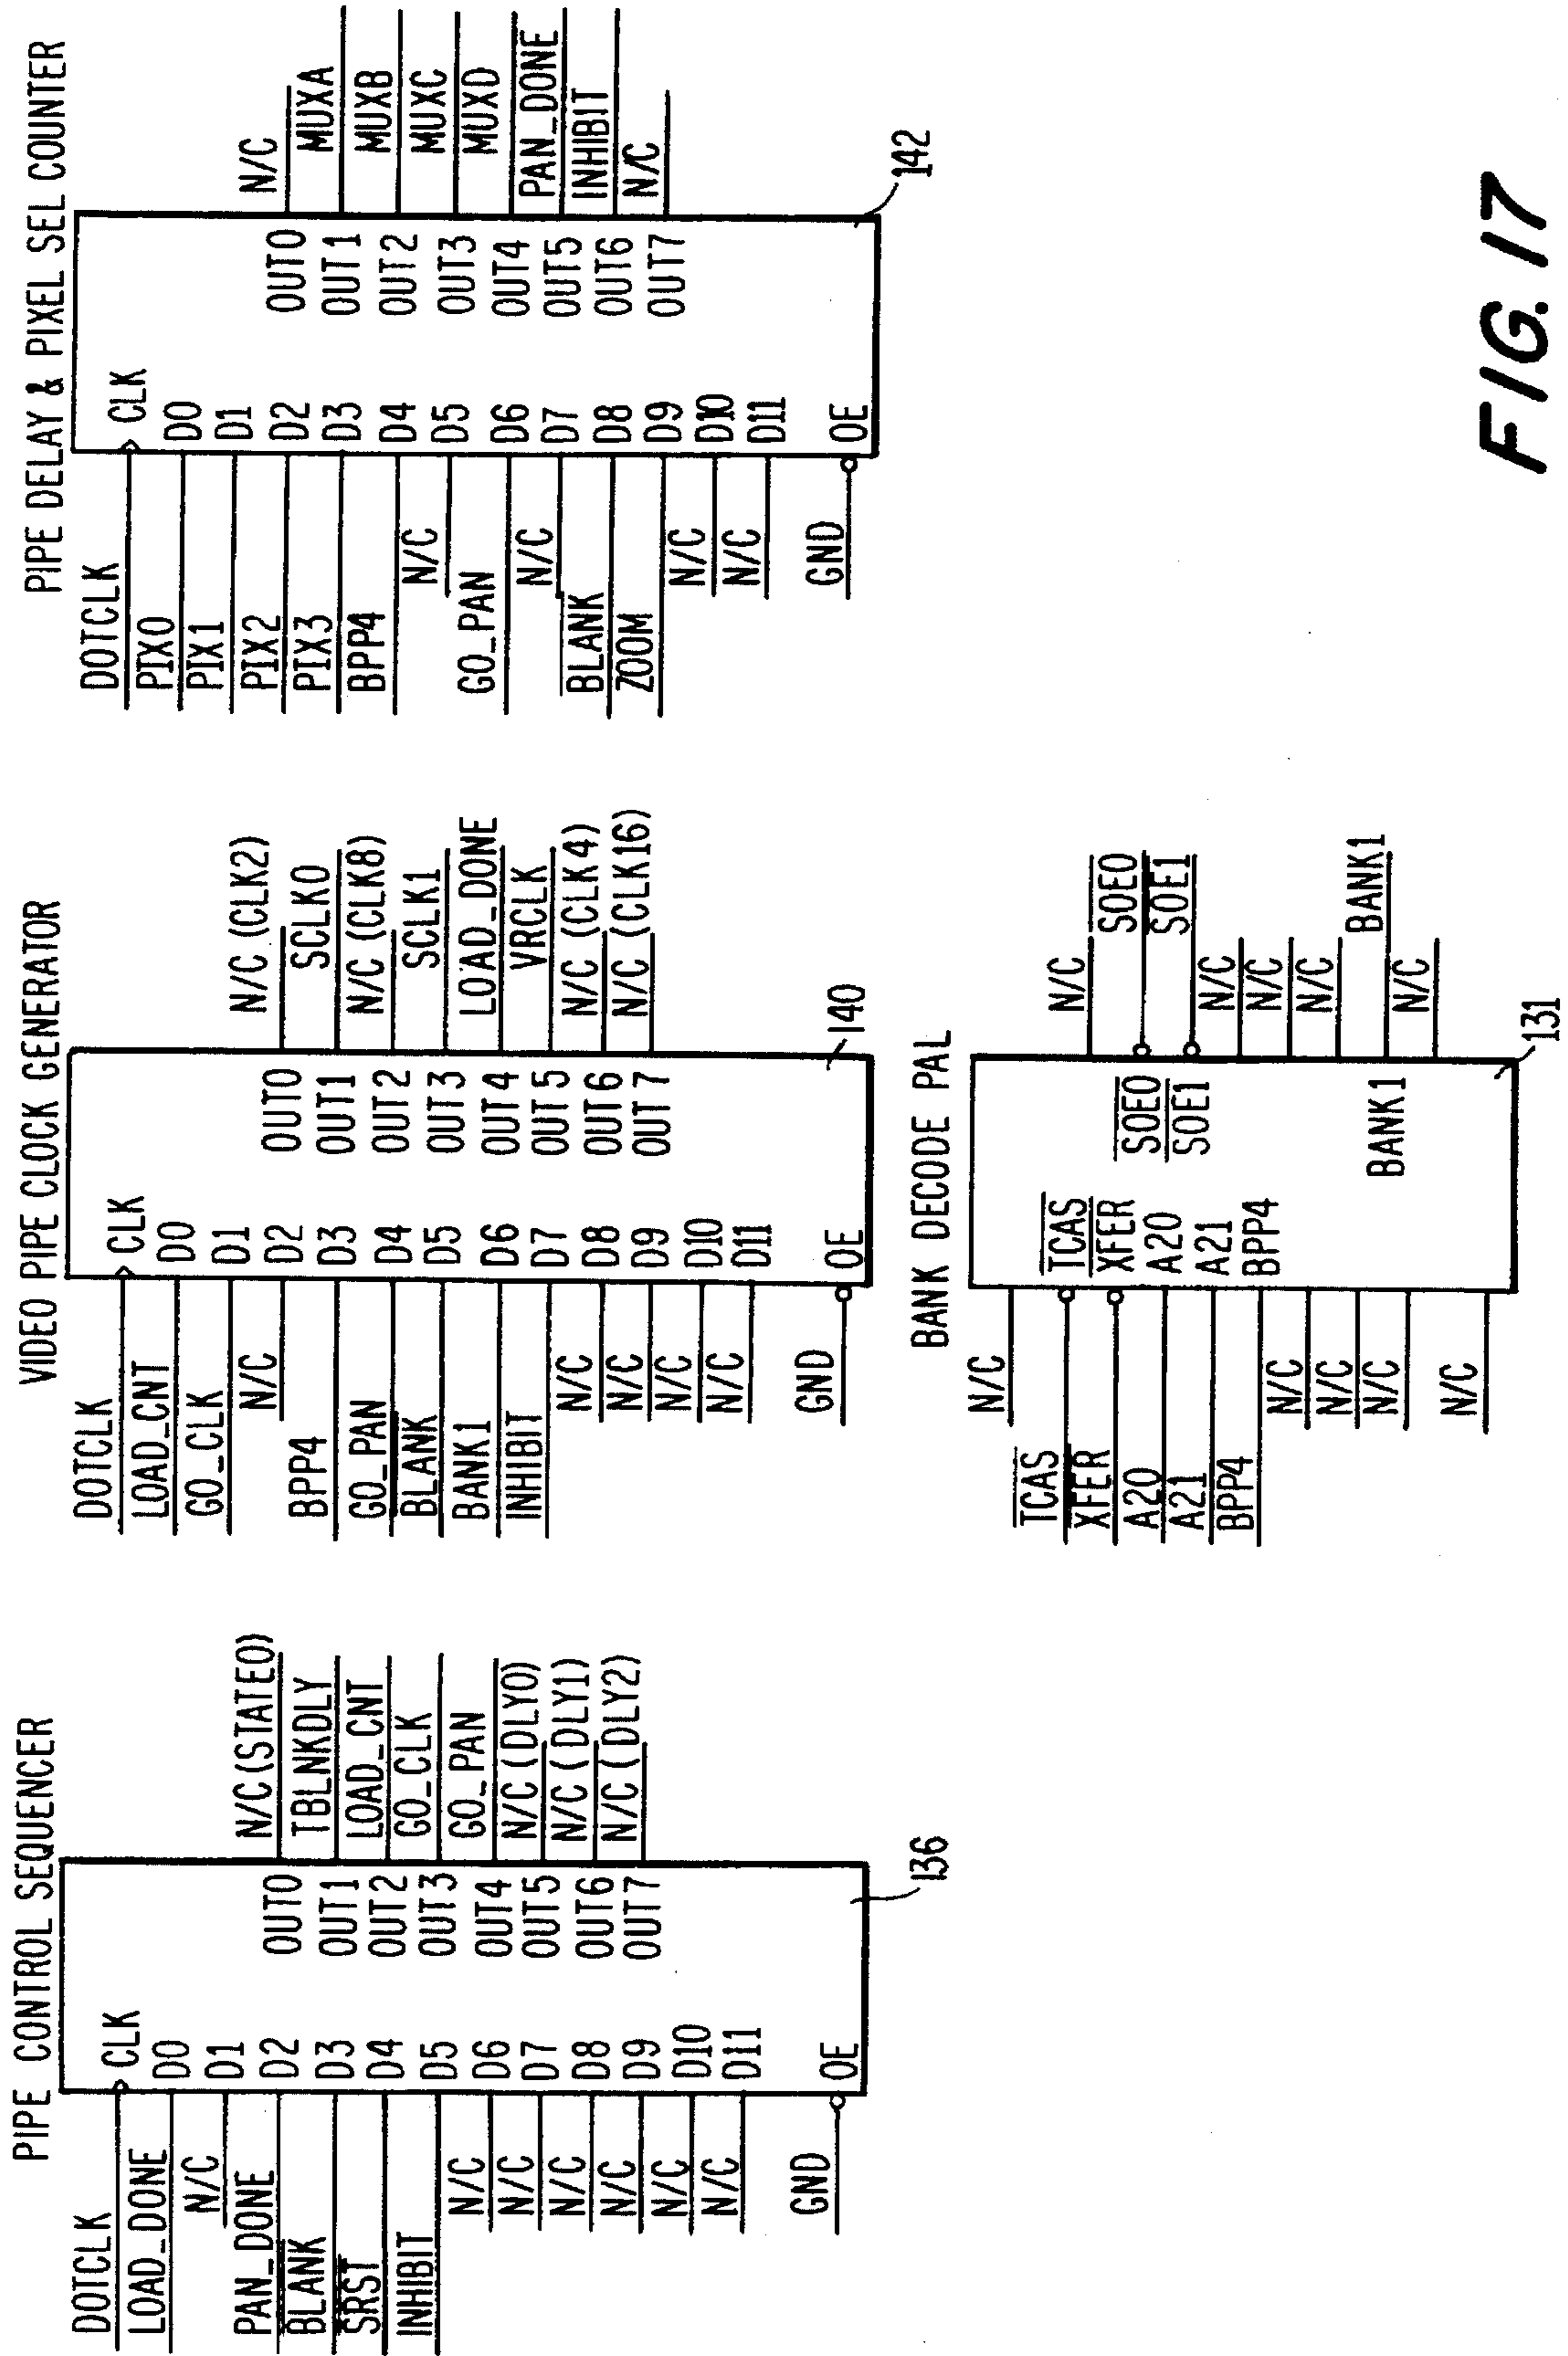 PIPE CONTROL SEQUENCER
DOTCLK
LOAD_DONE
N/C
PAN_DONE
BLANK
SRST
INHIBIT
N/C
N/C
N/C
N/C
N/C
N/C
GND
CLK
D0
D1
D2
D3
D4
D5
D6
D7
D8
D9
D10
D11
OE
OUT0
OUT1
OUT2
OUT3
OUT4
OUT5
OUT6
OUT7
N/C (STATE0)
TBLNKDLY
LOAD_CNT
GO_CLK
GO_PAN
N/C (DLY0)
N/C (DLY1)
N/C (DLY2)
136
VIDEO PIPE CLOCK GENERATOR
DOTCLK
LOAD_CNT
GO_CLK
N/C
BPP4
GO_PAN
BLANK
BANK1
INHIBIT
N/C
N/C
N/C
N/C
GND
CLK
D0
D1
D2
D3
D4
D5
D6
D7
D8
D9
D10
D11
OE
OUT0
OUT1
OUT2
OUT3
OUT4
OUT5
OUT6
OUT7
N/C (CLK2)
SCLK0
N/C (CLK8)
SCLK1
LOAD_DONE
VRCLK
N/C (CLK4)
N/C (CLK16)
140
PIPE DELAY & PIXEL SEL COUNTER
DOTCLK
PIX0
PIX1
PIX2
PIX3
BPP4
N/C
GO_PAN
N/C
BLANK
ZOOM
N/C
N/C
GND
CLK
D0
D1
D2
D3
D4
D5
D6
D7
D8
D9
D10
D11
OE
OUT0
OUT1
OUT2
OUT3
OUT4
OUT5
OUT6
OUT7
N/C
MUXA
MUXB
MUXC
MUXD
PAN_DONE
INHIBIT
N/C
142
BANK DECODE PAL
N/C
TCAS
XFER
A20
A21
BPP4
N/C
N/C
N/C
N/C
TCAS
XFER
A20
A21
BPP4
SOE0
SOE1
BANK1
N/C
SOE0
SOE1
N/C
N/C
N/C
BANK1
N/C
131
FIG. 17